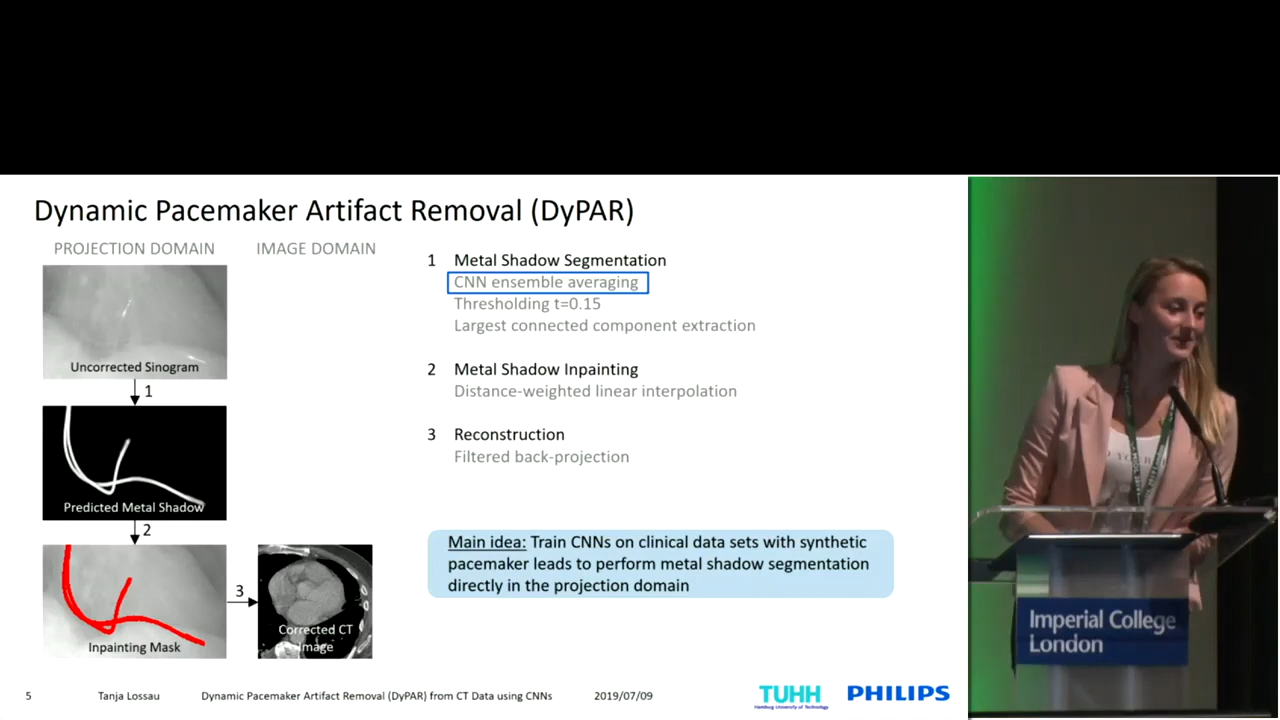 Dynamic Pacemaker Artifact Removal (DyPAR)
PROJECTION DOMAIN
IMAGE DOMAIN
Uncorrected Sinogram
1
Predicted Metal Shadow
2
Inpainting Mask
3
Corrected CT
Image
1 Metal Shadow Segmentation
CNN ensemble averaging
Thresholding t=0.15
Largest connected component extraction
2 Metal Shadow Inpainting
Distance-weighted linear interpolation
3 Reconstruction
Filtered back-projection
Main idea: Train CNNs on clinical data sets with synthetic
pacemaker leads to perform metal shadow segmentation
directly in the projection domain
5 Tanja Lossau Dynamic Pacemaker Artifact Removal (DyPAR) from CT Data using CNNs 2019/07/09
TUHH
Hamburg University of Technology
PHILIPS
Imperial College
London